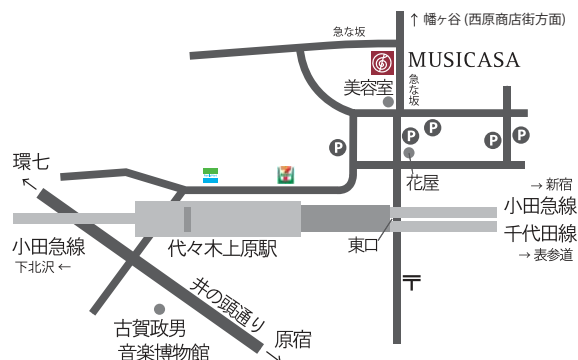 ↑ 幡ヶ谷 (西原商店街方面)
急な坂
MUSICASA
急な坂
美容室
P
P
P
P
P
環七
花屋
→ 新宿
小田急線
千代田線
→ 表参道
小田急線
下北沢 ←
代々木上原駅
東口
〒
井の頭通り
古賀政男
音楽博物館
原宿